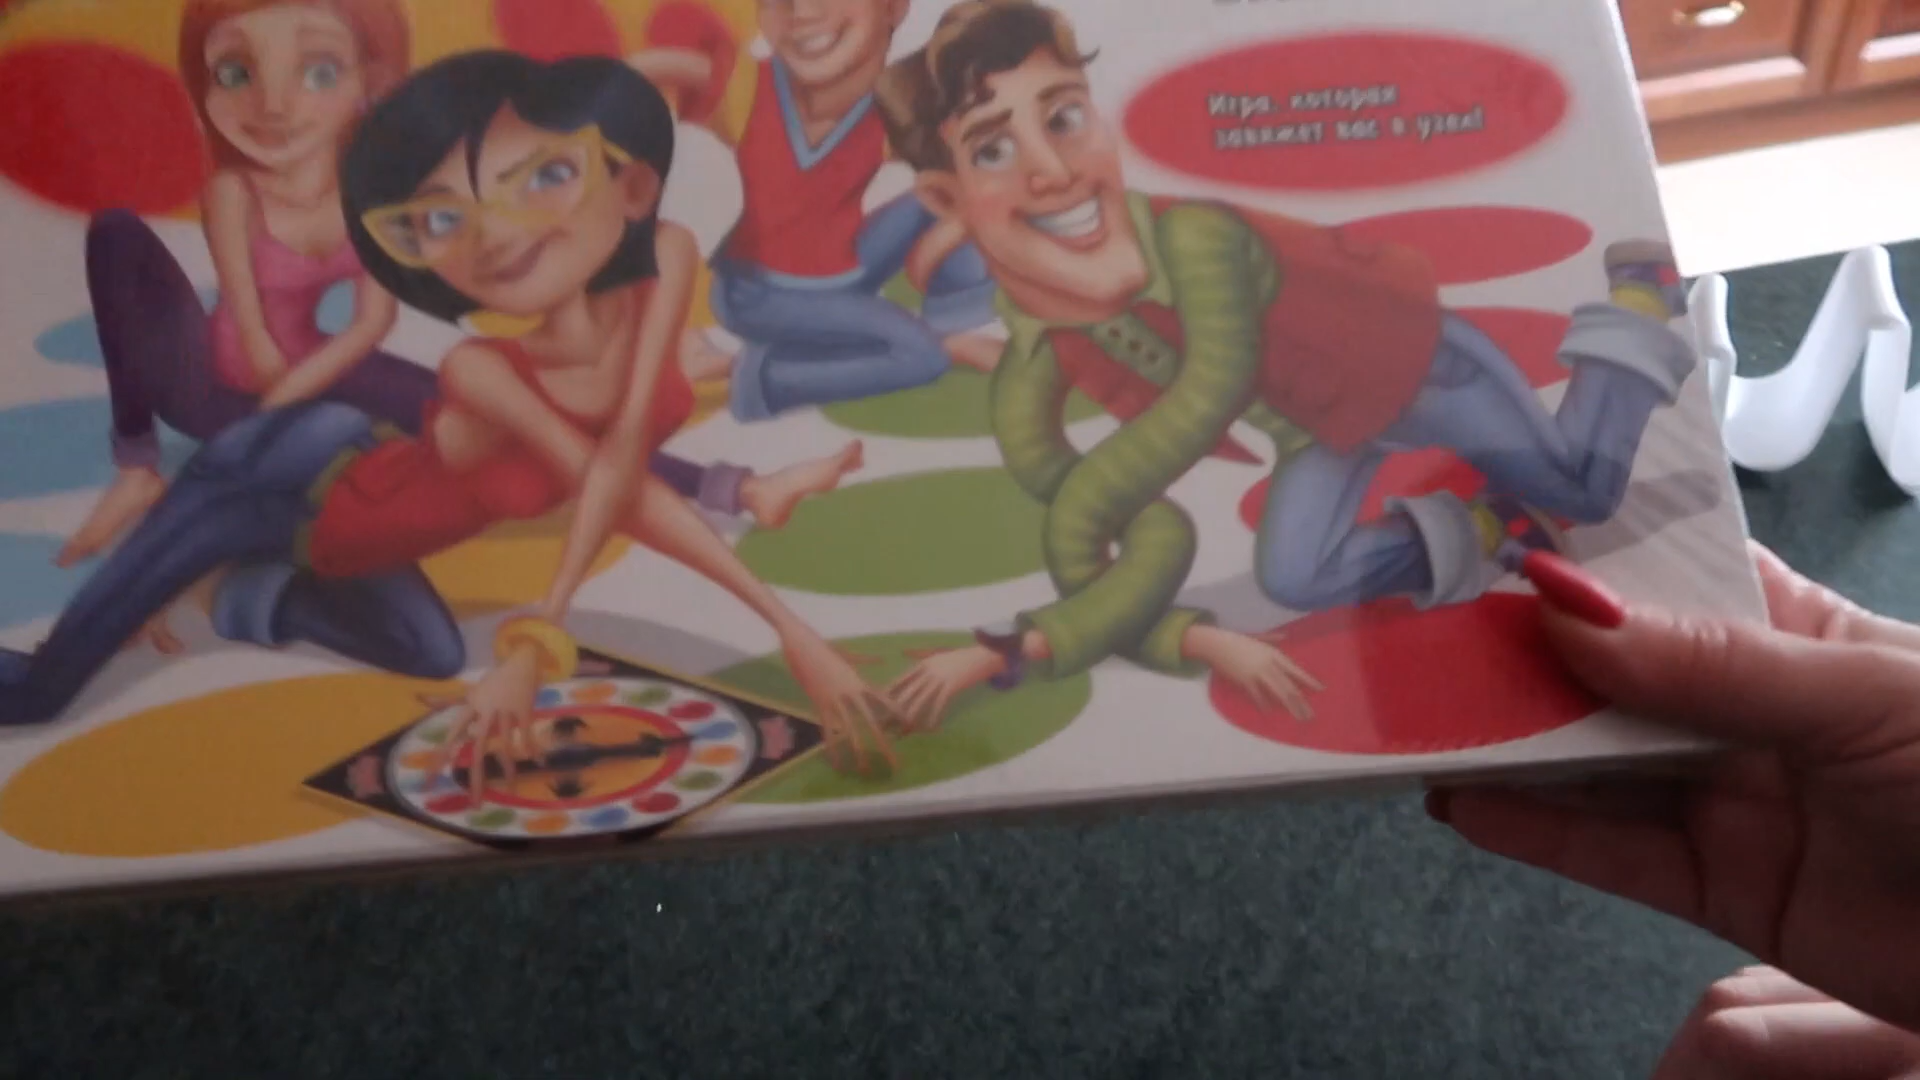 Игра, которая
завяжет вас в узел!